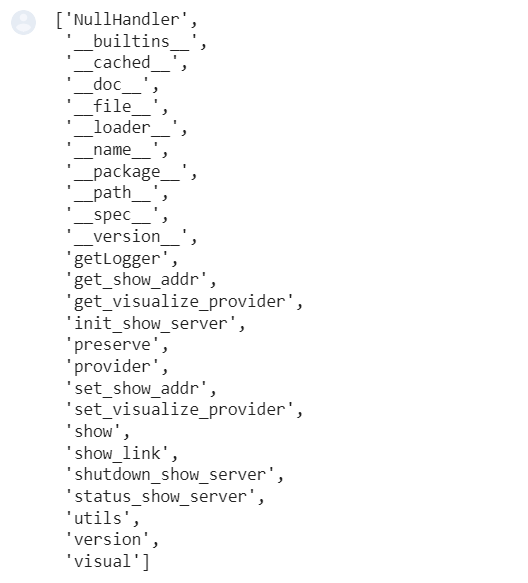 ['NullHandler',
'__builtins__',
'__cached__',
'__doc__',
'__file__',
'__loader__',
'__name__',
'__package__',
'__path__',
'__spec__',
'__version__',
'getLogger',
'get_show_addr',
'get_visualize_provider',
'init_show_server',
'preserve',
'provider',
'set_show_addr',
'set_visualize_provider',
'show',
'show_link',
'shutdown_show_server',
'status_show_server',
'utils',
'version',
'visual']